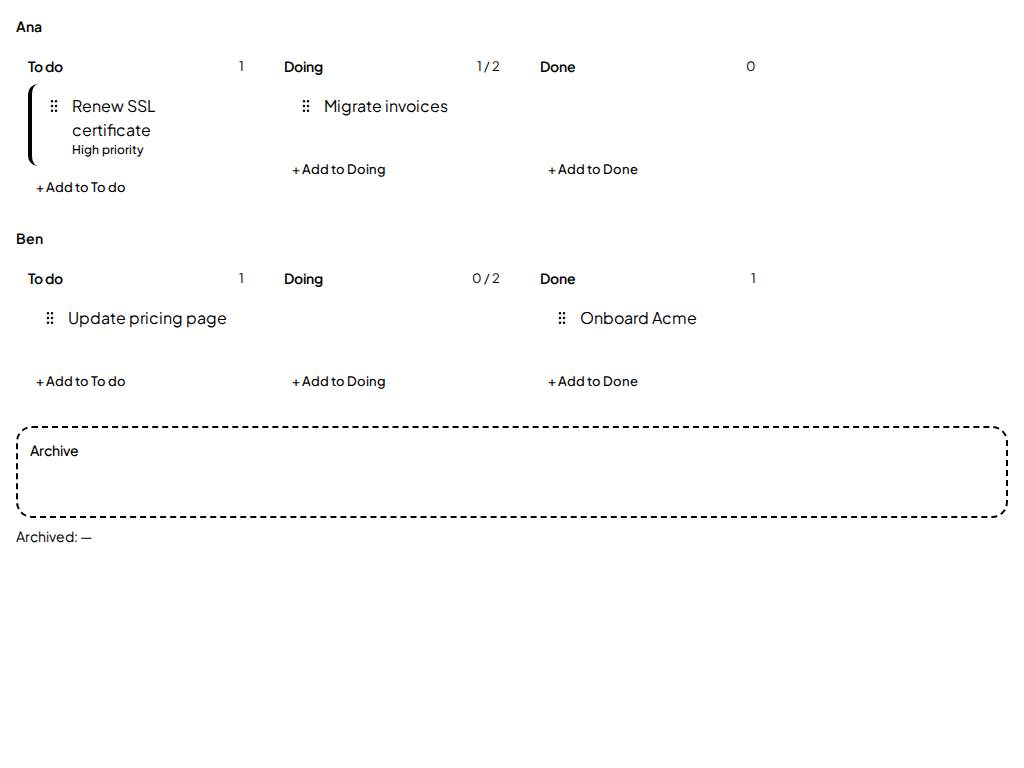 Ana
To do 1 Doing 1 / 2 Done 0
Renew SSL Migrate invoices
certificate
High priority
+ Add to Doing + Add to Done
+ Add to To do
Ben
To do 1 Doing 0 / 2 Done 1
Update pricing page Onboard Acme
+ Add to To do + Add to Doing + Add to Done
Archive
Archived: —